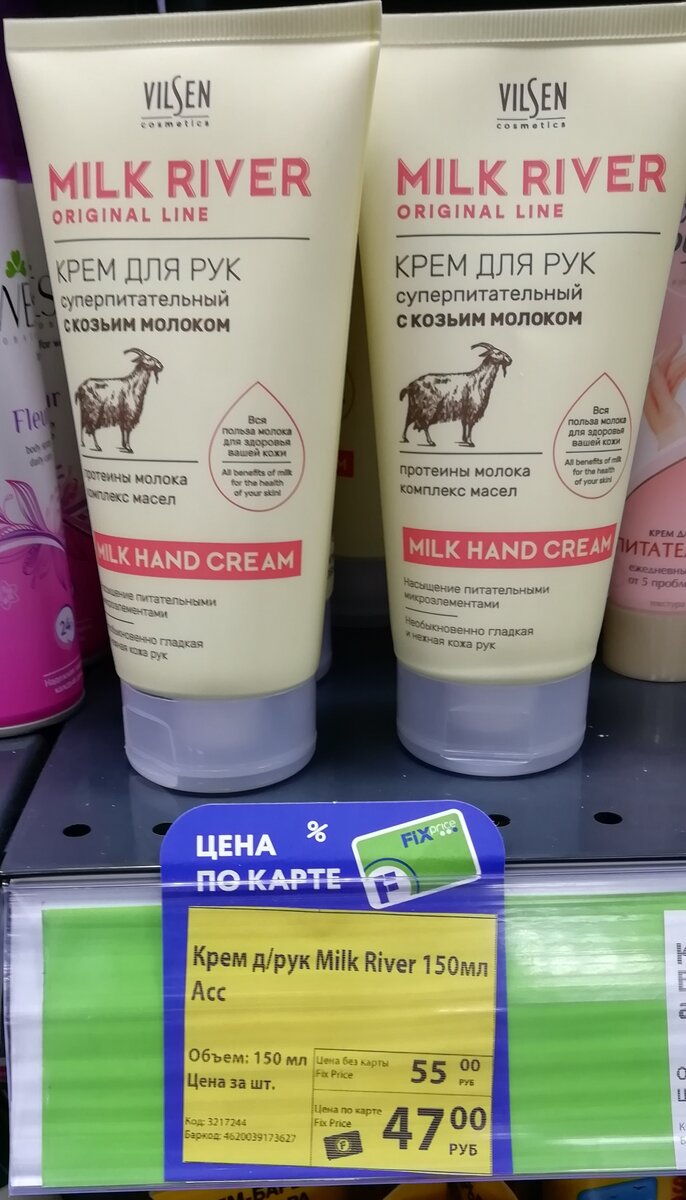 VILSEN
cosmetics
MILK RIVER
ORIGINAL LINE
КРЕМ ДЛЯ РУК
суперпитательный
С КОЗЬИМ МОЛОКОМ
Вся
польза молока
для здоровья
вашей кожи
All benefits of milk
for the health
of your skin!
протеины молока
комплекс масел
MILK HAND CREAM
питательными
гладкая
кожа рук
VILSEN
cosmetics
MILK RIVER
ORIGINAL LINE
КРЕМ ДЛЯ РУК
суперпитательный
С КОЗЬИМ МОЛОКОМ
Вся
польза молока
для здоровья
вашей кожи
All benefits of milk
for the health
of your skin!
протеины молока
комплекс масел
MILK HAND CREAM
Насыщение питательными
микроэлементами
Необыкновенно гладкая
и нежная кожа рук
24
КРЕМ
от 5
ЦЕНА %
ПО КАРТЕ
FIX price
Крем д/рук Milk River 150мл
Асс
Объем: 150 мл
Цена за шт.
Цена без карты
Fix Price
55 00
РУБ
Код: 3217244
Баркод: 4620039173627
Цена по карте
Fix Price
47 00
РУБ